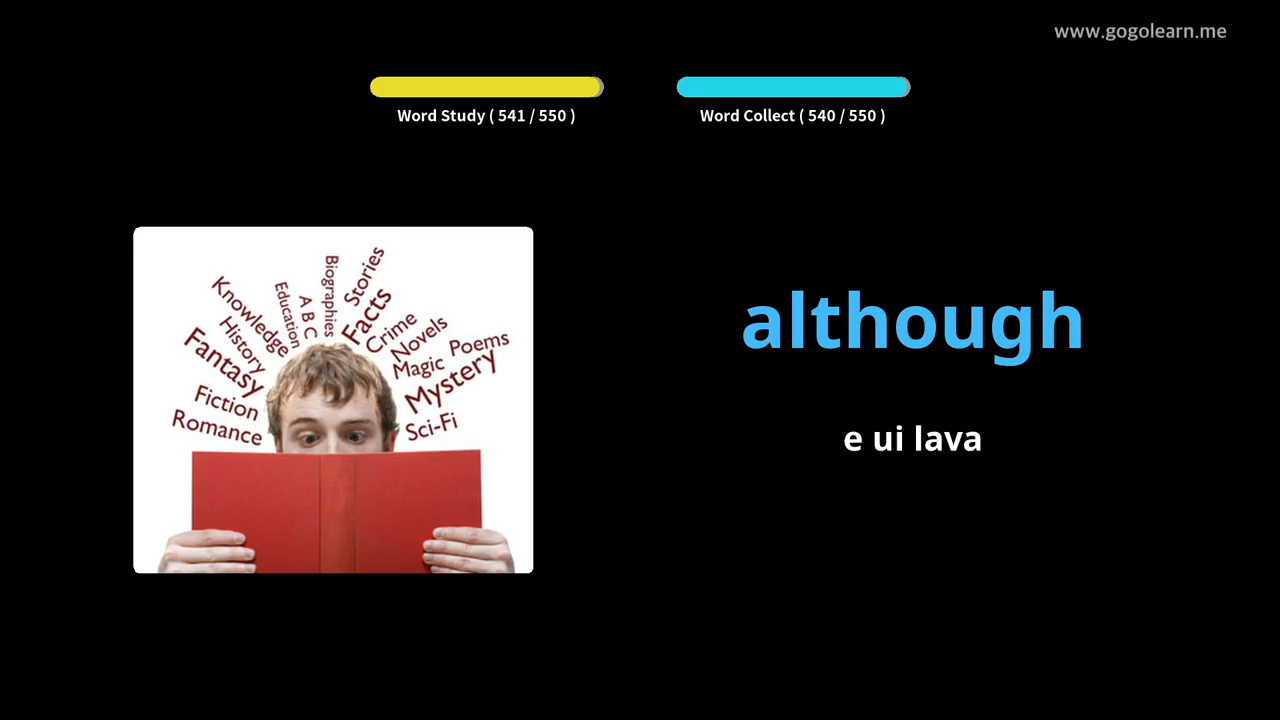 www.gogolearn.me
Word Study ( 541 / 550 )
Word Collect ( 540 / 550 )
although
e ui lava
Biographies
Stories
Education
A B C
Facts
Knowledge
Crime
History
Novels
Fantasy
Magic
Poems
Mystery
Fiction
Romance
Sci-Fi